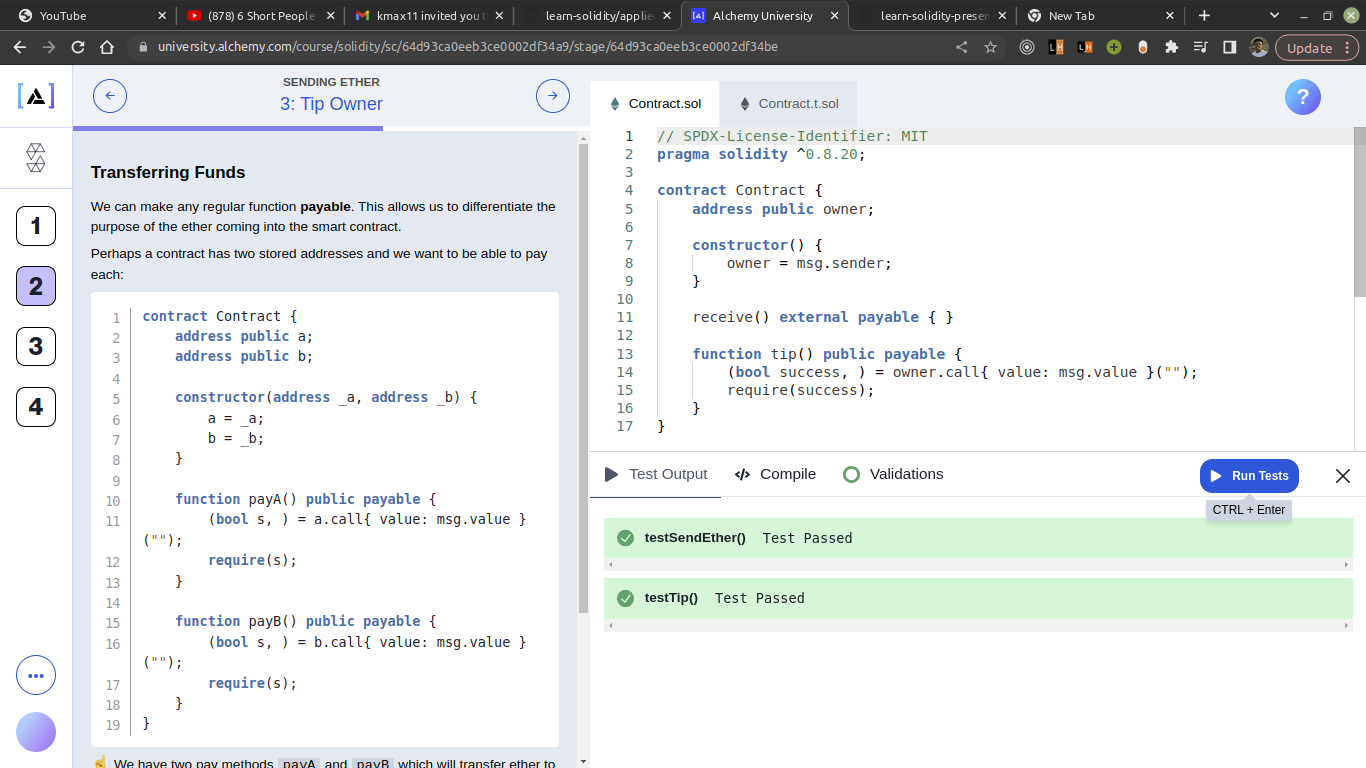 YouTube
(878) 6 Short People
kmax11 invited you t
learn-solidity/applie
Alchemy University
learn-solidity-presen
New Tab
university.alchemy.com/course/solidity/sc/64d93ca0eeb3ce0002df34a9/stage/64d93ca0eeb3ce0002df34be
Update
SENDING ETHER
3: Tip Owner
1
2
3
4
Transferring Funds
We can make any regular function payable. This allows us to differentiate the
purpose of the ether coming into the smart contract.
Perhaps a contract has two stored addresses and we want to be able to pay
each:
1 contract Contract {
2     address public a;
3     address public b;
4
5     constructor(address _a, address _b) {
6         a = _a;
7         b = _b;
8     }
9
10     function payA() public payable {
11         (bool s, ) = a.call{ value: msg.value }
("");
12         require(s);
13     }
14
15     function payB() public payable {
16         (bool s, ) = b.call{ value: msg.value }
("");
17         require(s);
18     }
19 }
☝️ We have two pay methods payA and payB which will transfer ether to
Contract.sol
Contract.t.sol
?
1 // SPDX-License-Identifier: MIT
2 pragma solidity ^0.8.20;
3
4 contract Contract {
5     address public owner;
6
7     constructor() {
8         owner = msg.sender;
9     }
10
11     receive() external payable { }
12
13     function tip() public payable {
14         (bool success, ) = owner.call{ value: msg.value }("");
15         require(success);
16     }
17 }
Test Output
</> Compile
Validations
Run Tests
CTRL + Enter
testSendEther() Test Passed
testTip() Test Passed